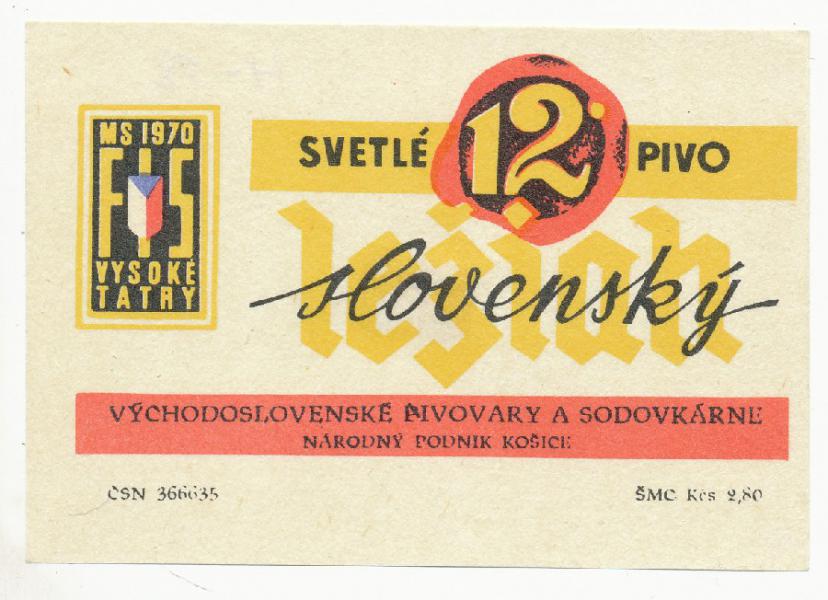 MS 1970
FIS
VYSOKÉ
TATRY
SVETLÉ 12 PIVO
ležiak
slovenský
VÝCHODOSLOVENSKÉ PIVOVARY A SODOVKÁRNE
NÁRODNÝ PODNIK KOŠICE
ČSN 366635
ŠMC Kčs 2,80